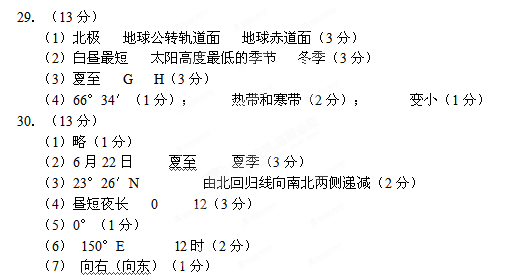 29. （13分）
（1）北极 地球公转轨道面 地球赤道面（3分）
（2）白昼最短 太阳高度最低的季节 冬季（3分）
（3）夏至 G H（3分）
（4）66°34′（1分）； 热带和寒带（2分）； 变小（1分）
30. （13分）
（1）略（1分）
（2）6月22日 夏至 夏季（3分）
（3）23°26′N 由北回归线向南北两侧递减（2分）
（4）昼短夜长 0 12（3分）
（5）0°（1分）
（6） 150°E 12时（2分）
（7） 向右（向东）（1分）